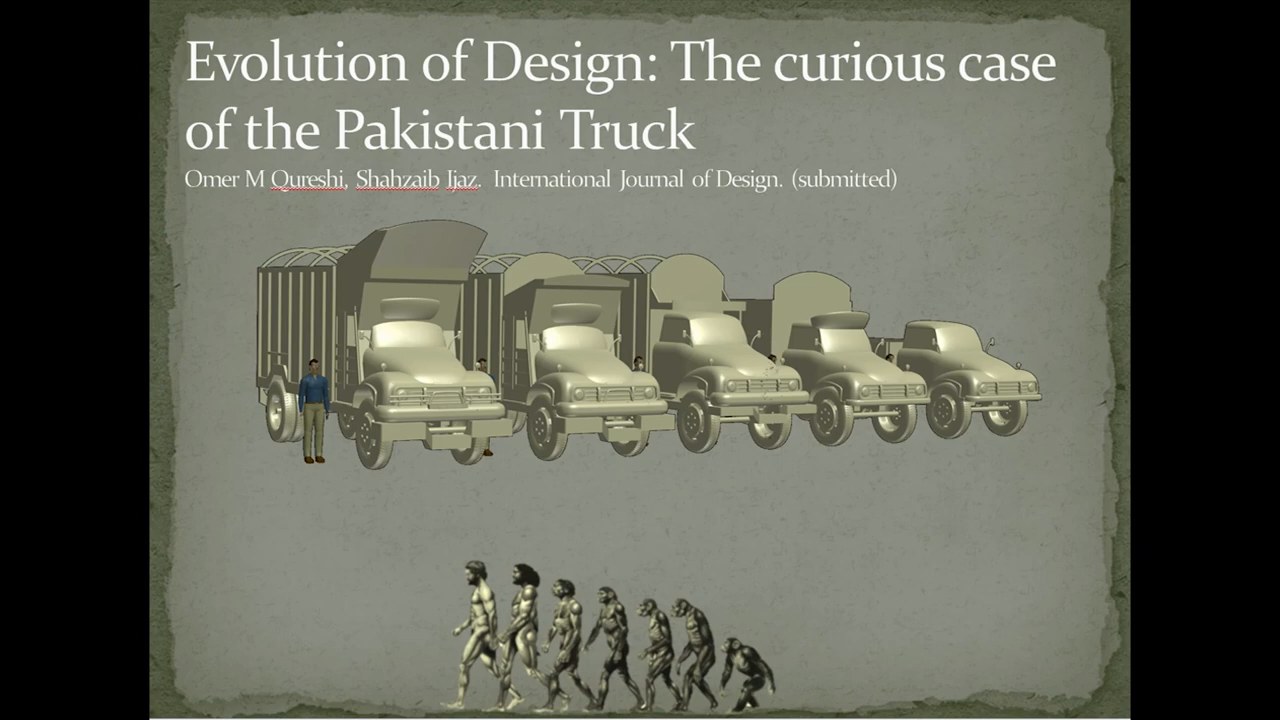 Evolution of Design: The curious case
of the Pakistani Truck
Omer M Qureshi, Shahzaib Ijaz. International Journal of Design. (submitted)